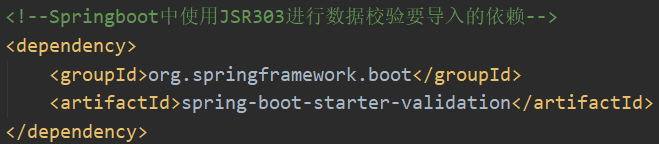 <!--Springboot中使用JSR303进行数据校验要导入的依赖-->
<dependency>
    <groupId>org.springframework.boot</groupId>
    <artifactId>spring-boot-starter-validation</artifactId>
</dependency>